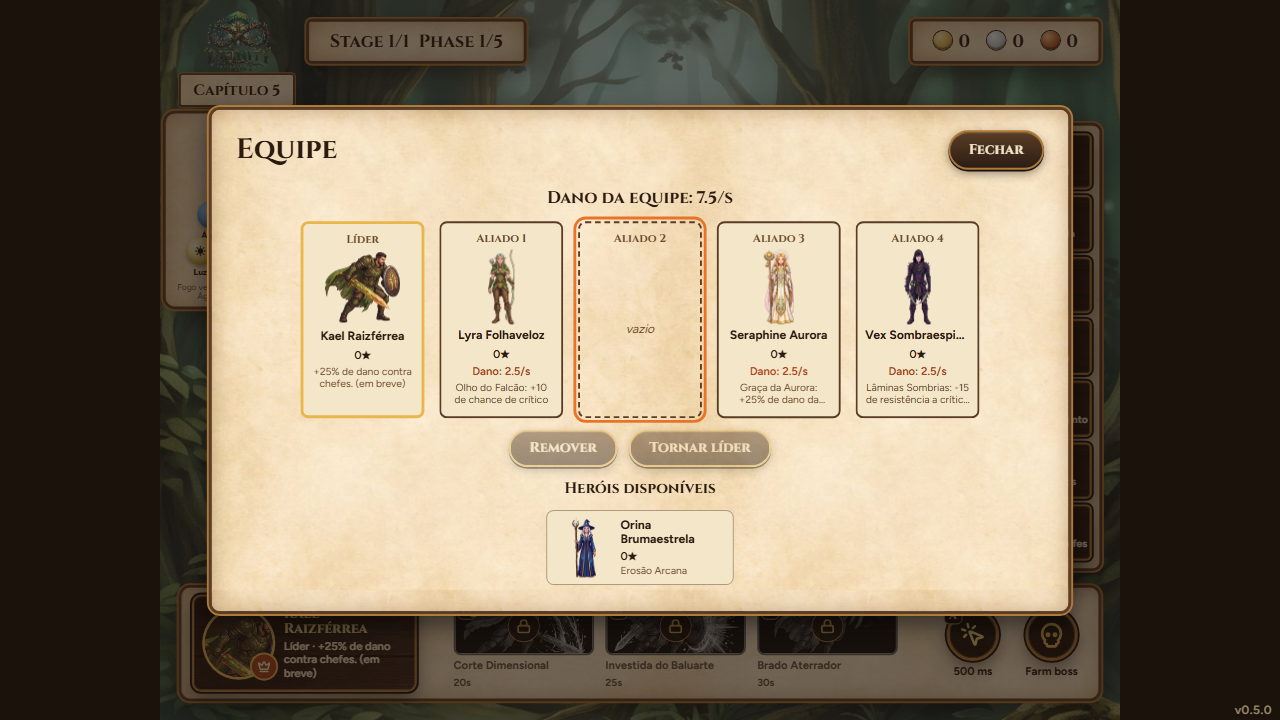 Stage 1/1 Phase 1/5
0 0 0
Capítulo 5
Equipe
Fechar
Dano da equipe: 7.5/s
Líder
Kael Raizférrea
0★
+25% de dano contra
chefes. (em breve)
Aliado 1
Lyra Folhaveloz
0★
Dano: 2.5/s
Olho do Falcão: +10
de chance de crítico
Aliado 2
vazio
Aliado 3
Seraphine Aurora
0★
Dano: 2.5/s
Graça da Aurora:
+25% de dano da...
Aliado 4
Vex Sombraespi...
0★
Dano: 2.5/s
Lâminas Sombrias: -15
de resistência a crític...
Remover
Tornar líder
Heróis disponíveis
Orina
Brumaestrela
0★
Erosão Arcana
Raizférrea
Líder · +25% de dano
contra chefes. (em
breve)
Corte Dimensional
20s
Investida do Baluarte
25s
Brado Aterrador
30s
500 ms
Farm boss
v0.5.0